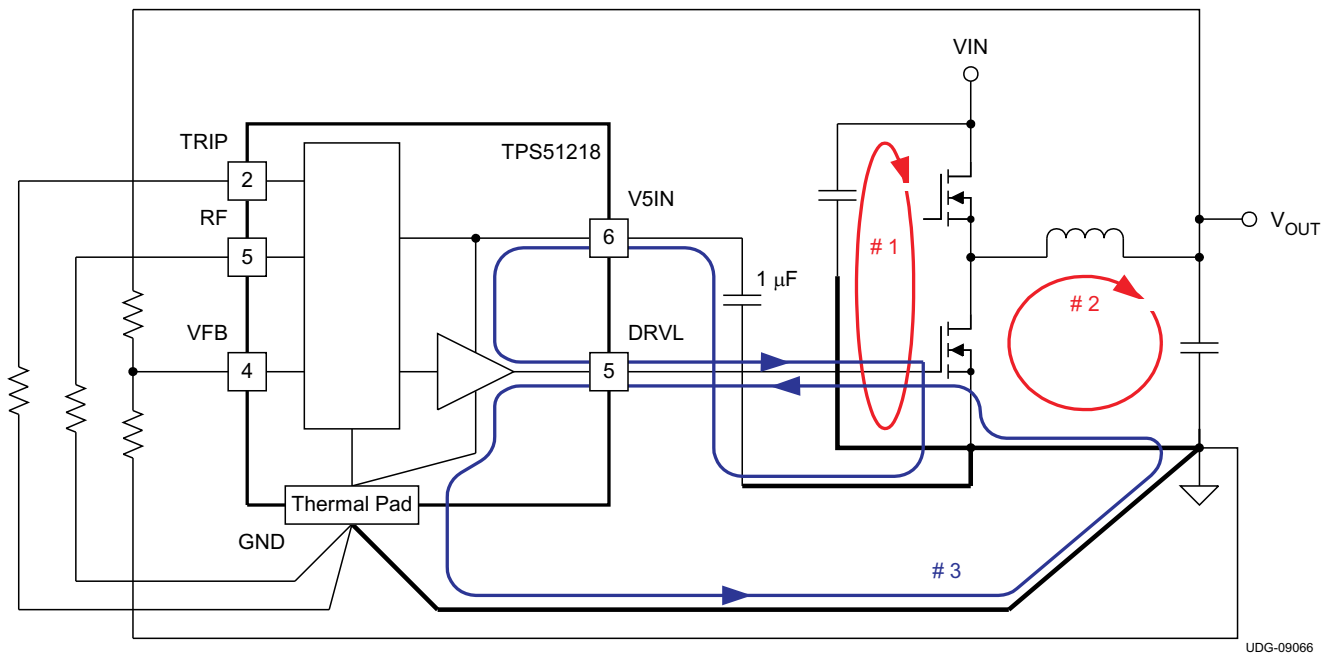 VIN
TRIP
TPS51218
2
V5IN
RF
6
VOUT
# 1
5
1 μF
# 2
VFB
DRVL
4
5
Thermal Pad
GND
# 3
UDG-09066